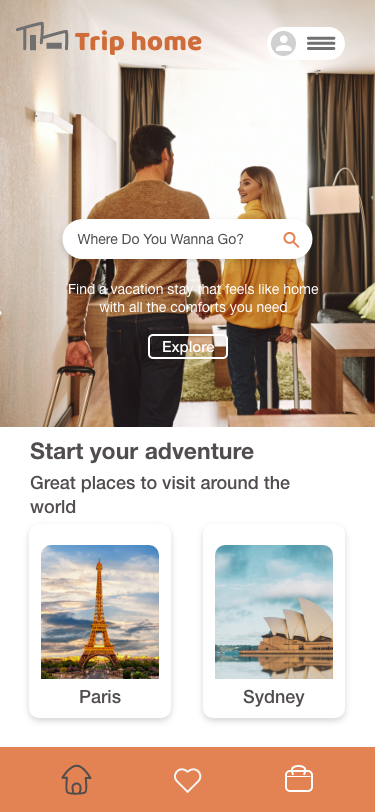 Trip home
Where Do You Wanna Go?
Find a vacation stay that feels like home
with all the comforts you need
Explore
Start your adventure
Great places to visit around the
world
Paris
Sydney